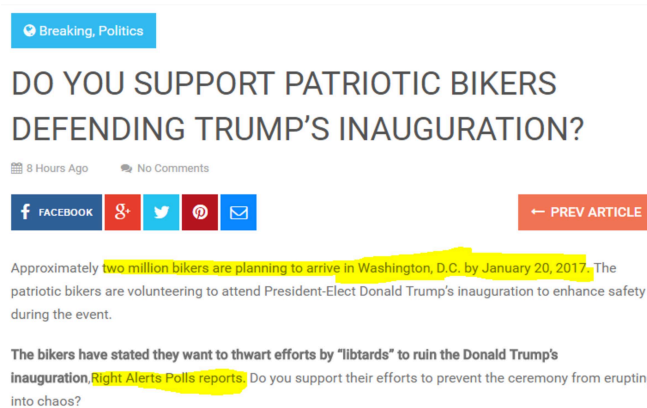 Breaking, Politics
DO YOU SUPPORT PATRIOTIC BIKERS
DEFENDING TRUMP'S INAUGURATION?
8 Hours Ago No Comments
f FACEBOOK g+ ← PREV ARTICLE
Approximately two million bikers are planning to arrive in Washington, D.C. by January 20, 2017. The
patriotic bikers are volunteering to attend President-Elect Donald Trump's inauguration to enhance safety
during the event.
The bikers have stated they want to thwart efforts by “libtards” to ruin the Donald Trump's
inauguration,Right Alerts Polls reports. Do you support their efforts to prevent the ceremony from eruptin
into chaos?